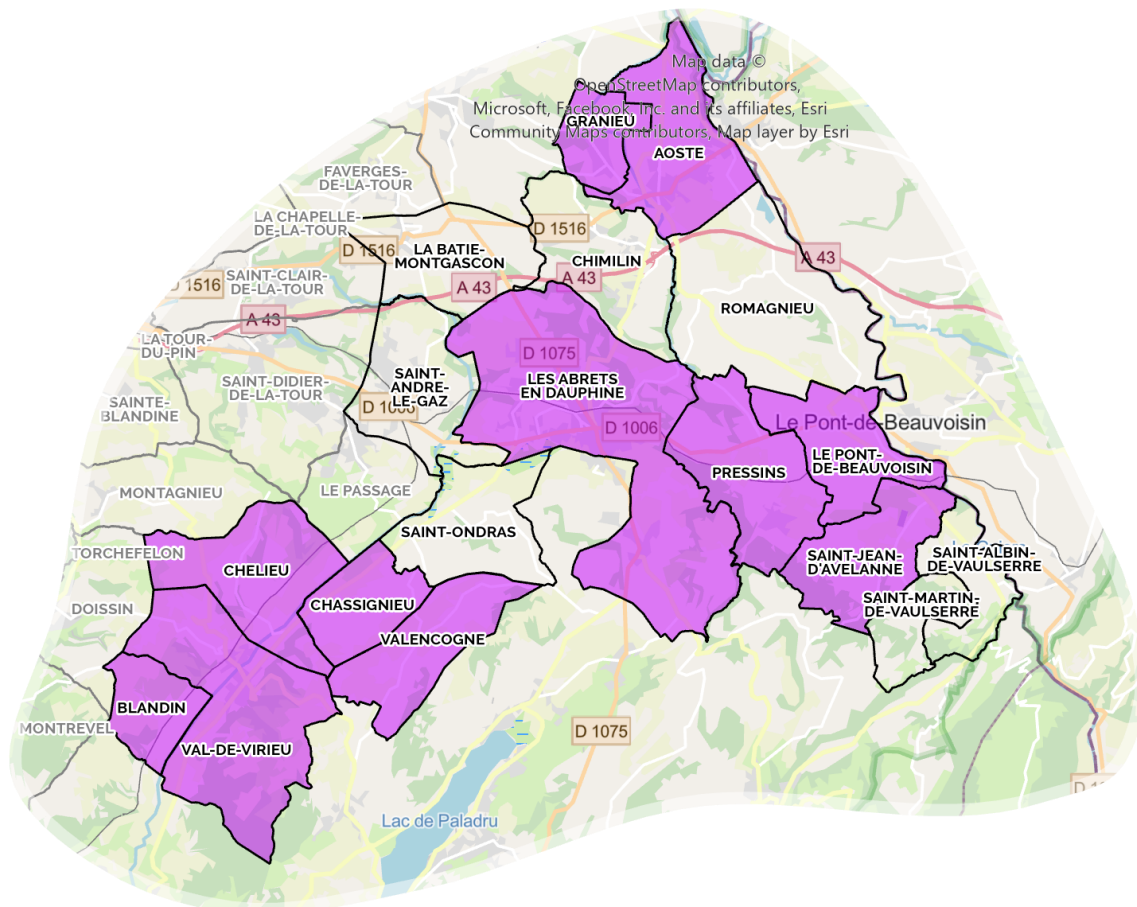 Map data ©
OpenStreetMap contributors,
Microsoft, Facebook, Inc. and its affiliates, Esri
Community Maps contributors, Map layer by Esri
GRANIEU
AOSTE
FAVERGES-
DE-LA-TOUR
LA CHAPELLE-
DE-LA-TOUR
D 1516
D 1516
LA BATIE-
MONTGASCON
CHIMILIN
A 43
SAINT-CLAIR-
DE-LA-TOUR
1516
A 43
A 43
ROMAGNIEU
A 43
LA TOUR-
DU-PIN
D 1075
SAINT-DIDIER-
DE-LA-TOUR
SAINT-
ANDRE-
LE-GAZ
LES ABRETS
EN DAUPHINE
SAINTE-
BLANDINE
D 1006
D 1006
Le Pont-de-Beauvoisin
LE PONT-
DE-BEAUVOISIN
PRESSINS
MONTAGNIEU
LE PASSAGE
SAINT-ONDRAS
TORCHEFELON
CHELIEU
SAINT-JEAN-
D'AVELANNE
SAINT-ALBIN-
DE-VAULSERRE
DOISSIN
CHASSIGNIEU
SAINT-MARTIN-
DE-VAULSERRE
VALENCOGNE
BLANDIN
MONTREVEL
VAL-DE-VIRIEU
D 1075
Lac de Paladru